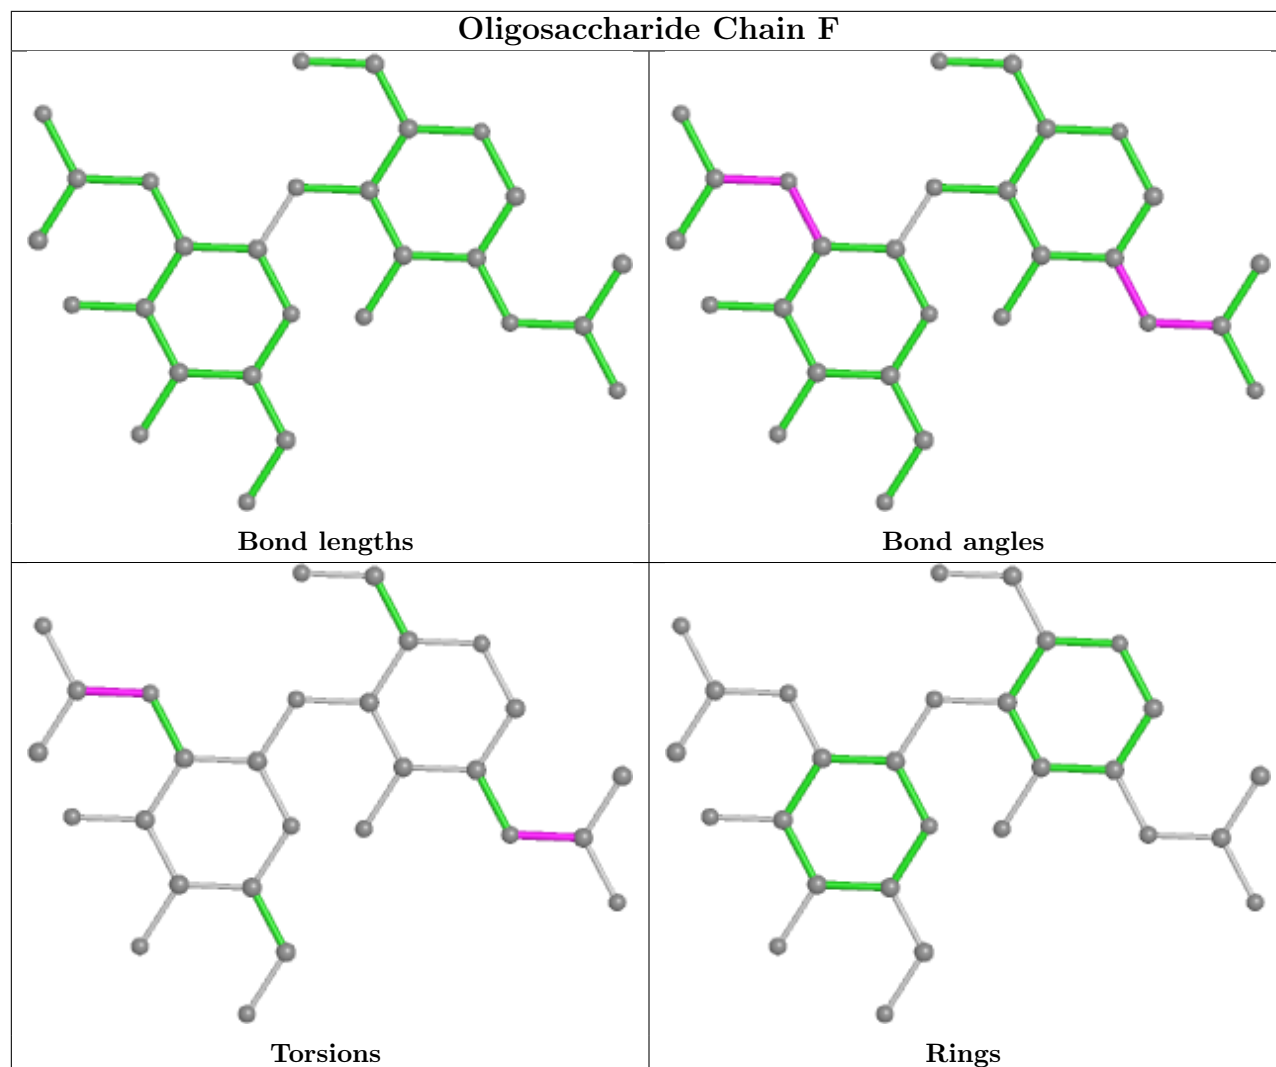 Oligosaccharide Chain F
Bond lengths
Bond angles
Torsions
Rings